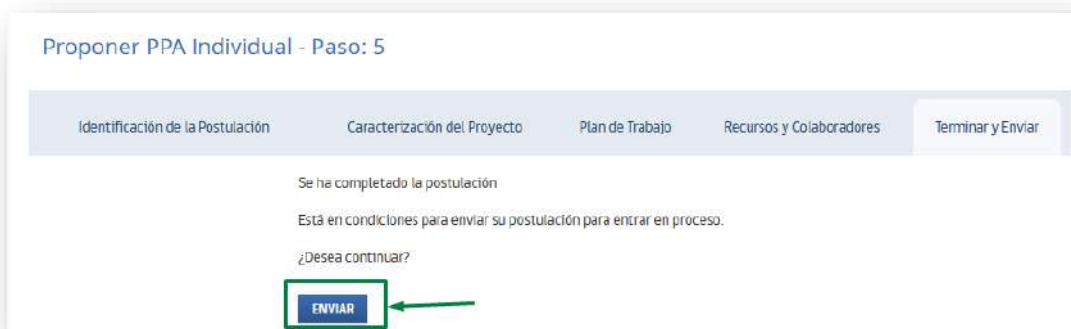 Proponer PPA Individual - Paso: 5
Identificación de la Postulación Caracterización del Proyecto Plan de Trabajo Recursos y Colaboradores Terminar y Enviar
Se ha completado la postulación
Está en condiciones para enviar su postulación para entrar en proceso.
¿Desea continuar?
ENVIAR